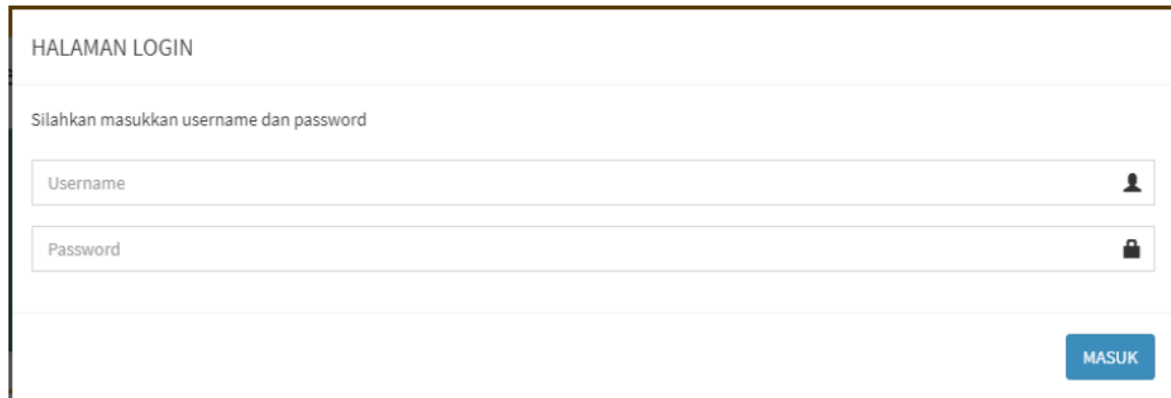 HALAMAN LOGIN
Silahkan masukkan username dan password
Username
Password
MASUK